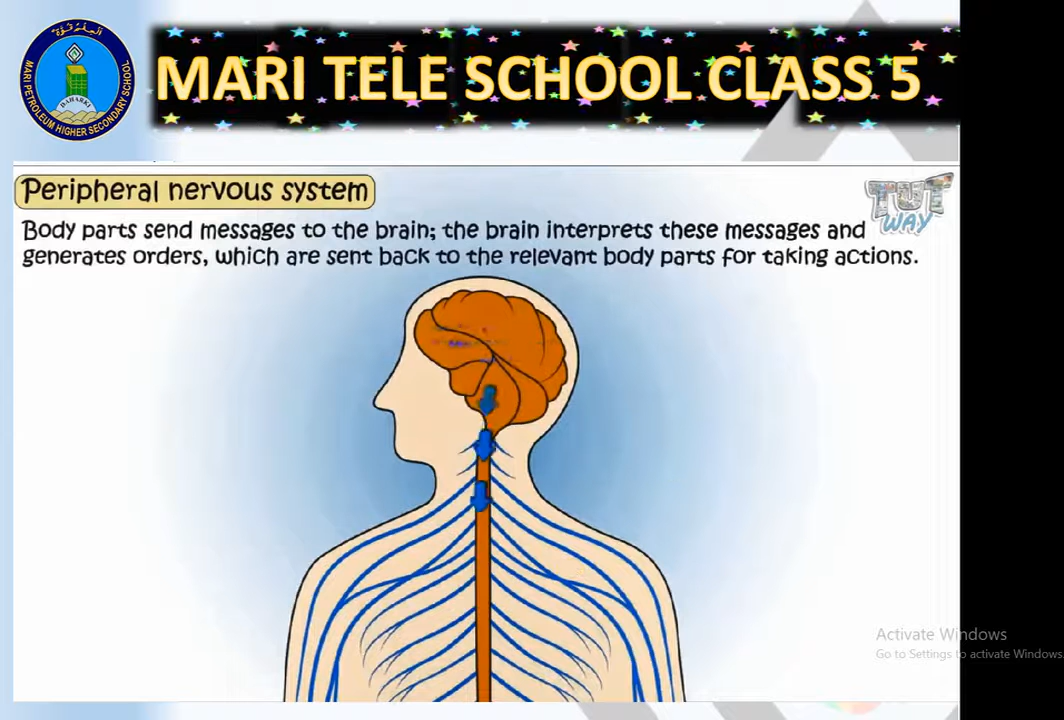 MARI TELE SCHOOL CLASS 5
MARI PETROLEUM HIGHER SECONDARY SCHOOL
DAHARKI
Peripheral nervous system
TUT
WAY
Body parts send messages to the brain; the brain interprets these messages and
generates orders, which are sent back to the relevant body parts for taking actions.
Activate Windows
Go to Settings to activate Windows.